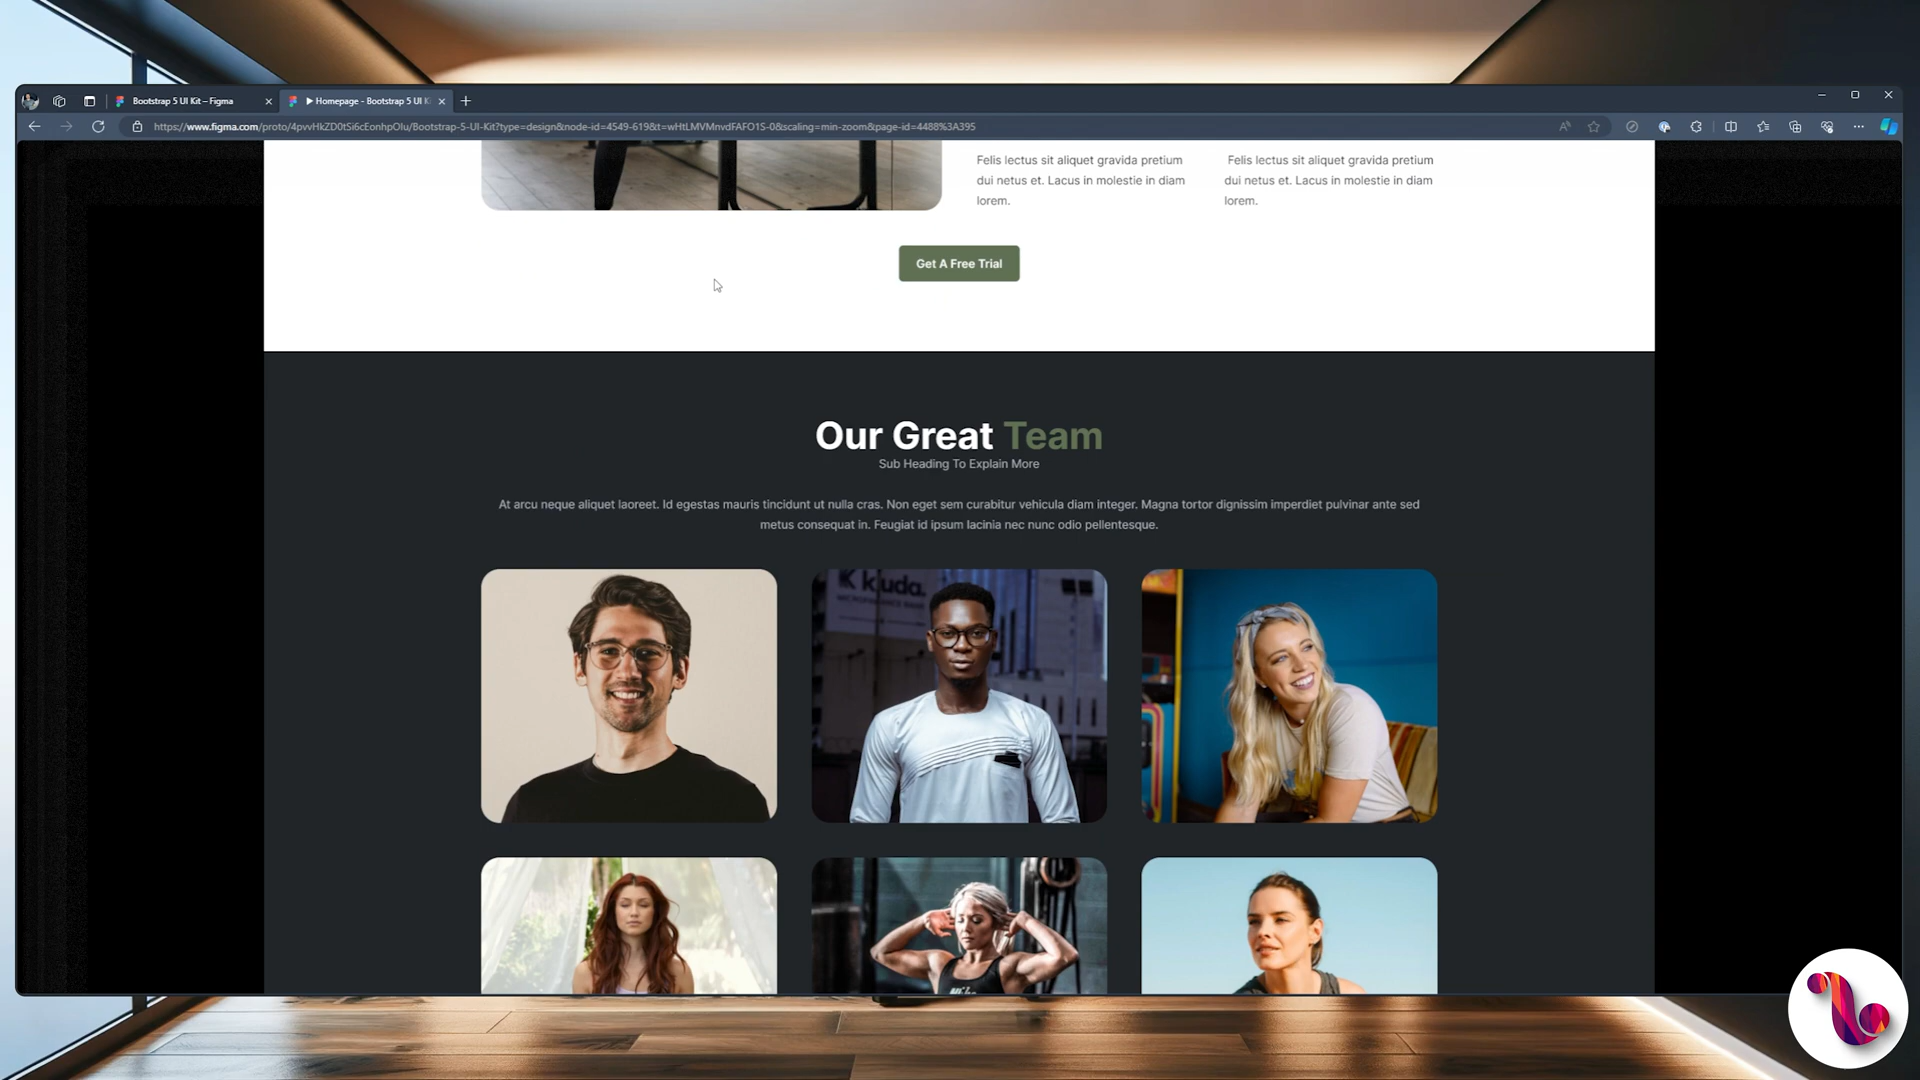 Bootstrap 5 UI Kit – Figma
Homepage - Bootstrap 5 UI Ki
https://www.figma.com/proto/4pvvHkZD0tSi6cEonhpOlu/Bootstrap-5-UI-Kit?type=design&node-id=4549-619&t=wHtLMVMnvdFAFO1S-0&scaling=min-zoom&page-id=4488%3A395
Felis lectus sit aliquet gravida pretium
dui netus et. Lacus in molestie in diam
lorem.
Felis lectus sit aliquet gravida pretium
dui netus et. Lacus in molestie in diam
lorem.
Get A Free Trial
Our Great Team
Sub Heading To Explain More
At arcu neque aliquet laoreet. Id egestas mauris tincidunt ut nulla cras. Non eget sem curabitur vehicula diam integer. Magna tortor dignissim imperdiet pulvinar ante sed
metus consequat in. Feugiat id ipsum lacinia nec nunc odio pellentesque.
kuda.